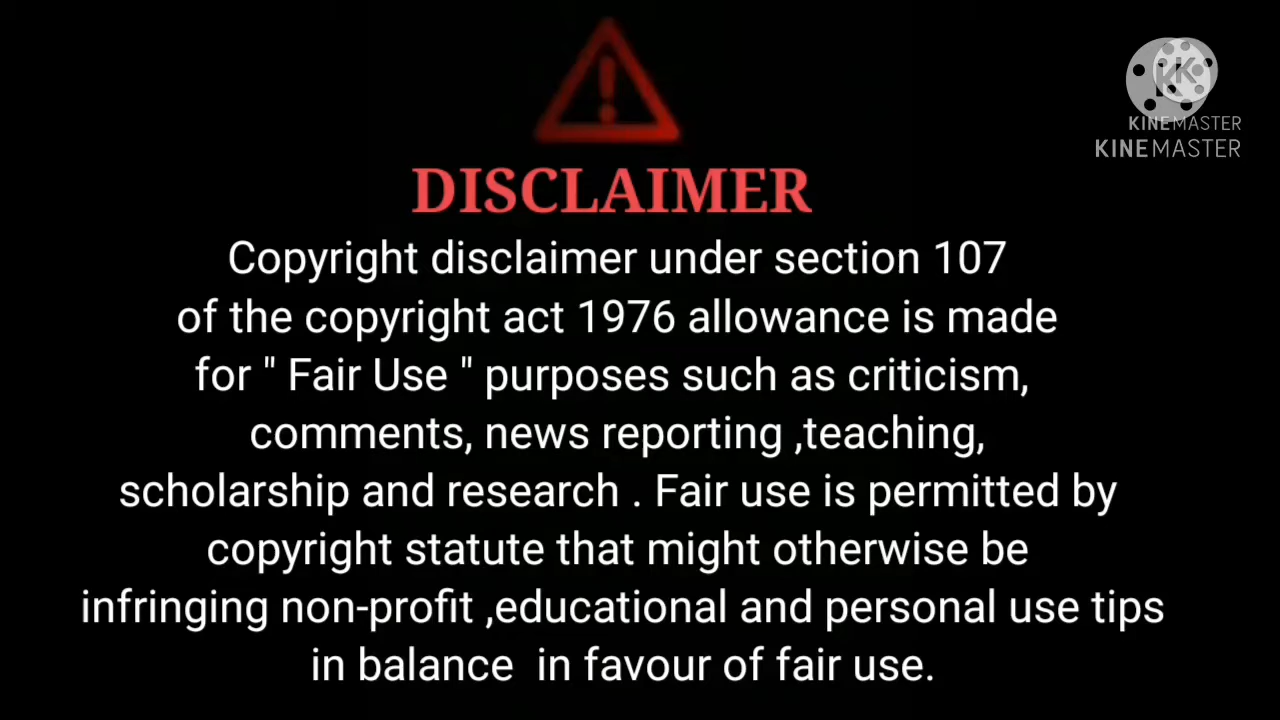 KK
KINEMASTER
KINEMASTER
DISCLAIMER
Copyright disclaimer under section 107
of the copyright act 1976 allowance is made
for " Fair Use " purposes such as criticism,
comments, news reporting ,teaching,
scholarship and research . Fair use is permitted by
copyright statute that might otherwise be
infringing non-profit ,educational and personal use tips
in balance  in favour of fair use.